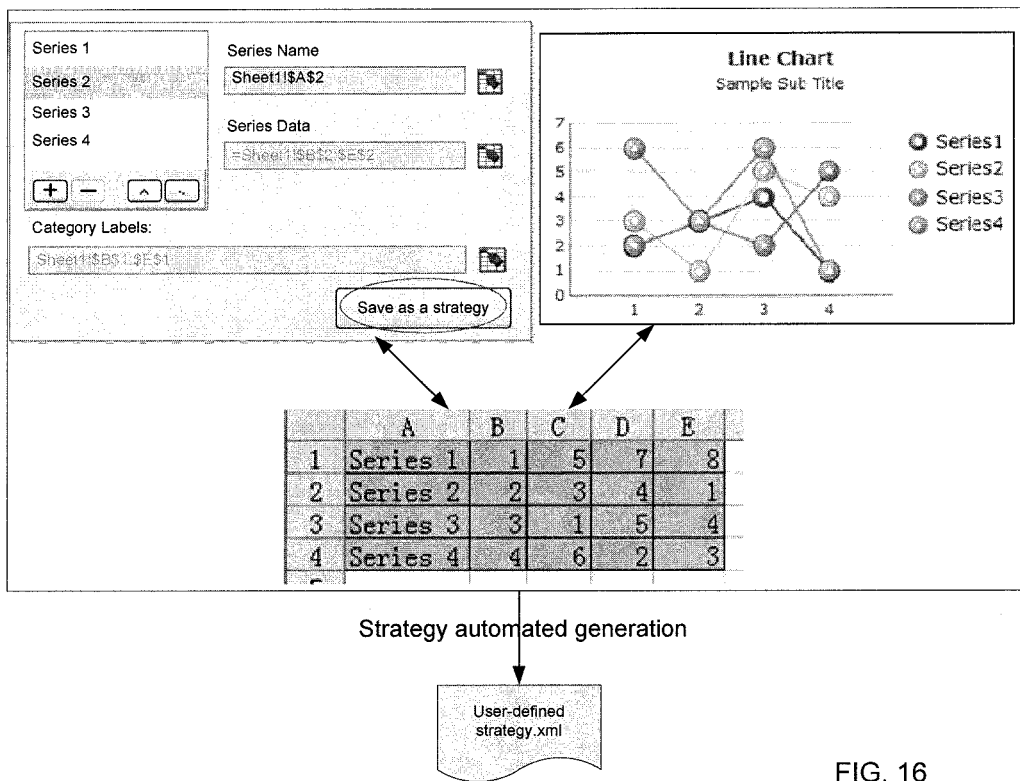 Series 1
Series 2
Series 3
Series 4
Series Name
Sheet1!$A$2
Series Data
=Sheet1!$B$2:$E$2
Category Labels:
Sheet1!$B$1:$E$1
Save as a strategy
Line Chart
Sample Sub Title
7
6
5
4
3
2
1
0
1 2 3 4
Series1
Series2
Series3
Series4
A B C D E
1 Series 1 1 5 7 8
2 Series 2 2 3 4 1
3 Series 3 3 1 5 4
4 Series 4 4 6 2 3
Strategy automated generation
User-defined
strategy.xml
FIG. 16